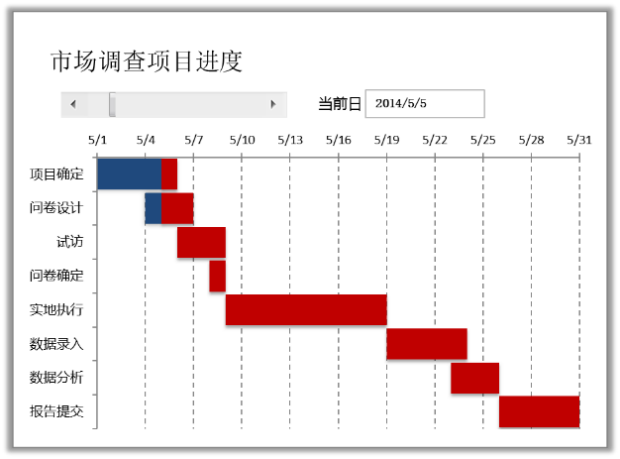 市场调查项目进度
当前日 2014/5/5
5/1 5/4 5/7 5/10 5/13 5/16 5/19 5/22 5/25 5/28 5/31
项目确定
问卷设计
试访
问卷确定
实地执行
数据录入
数据分析
报告提交